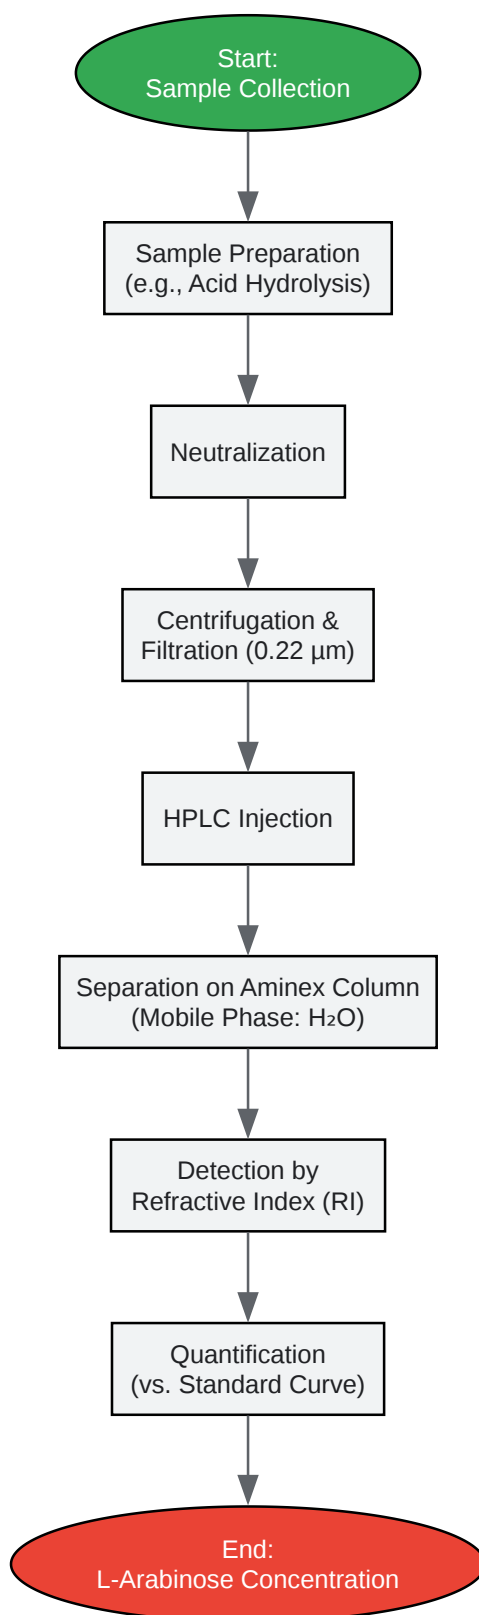 Start:
Sample Collection
Sample Preparation
(e.g., Acid Hydrolysis)
Neutralization
Centrifugation &
Filtration (0.22 µm)
HPLC Injection
Separation on Aminex Column
(Mobile Phase: H₂O)
Detection by
Refractive Index (RI)
Quantification
(vs. Standard Curve)
End:
L-Arabinose Concentration